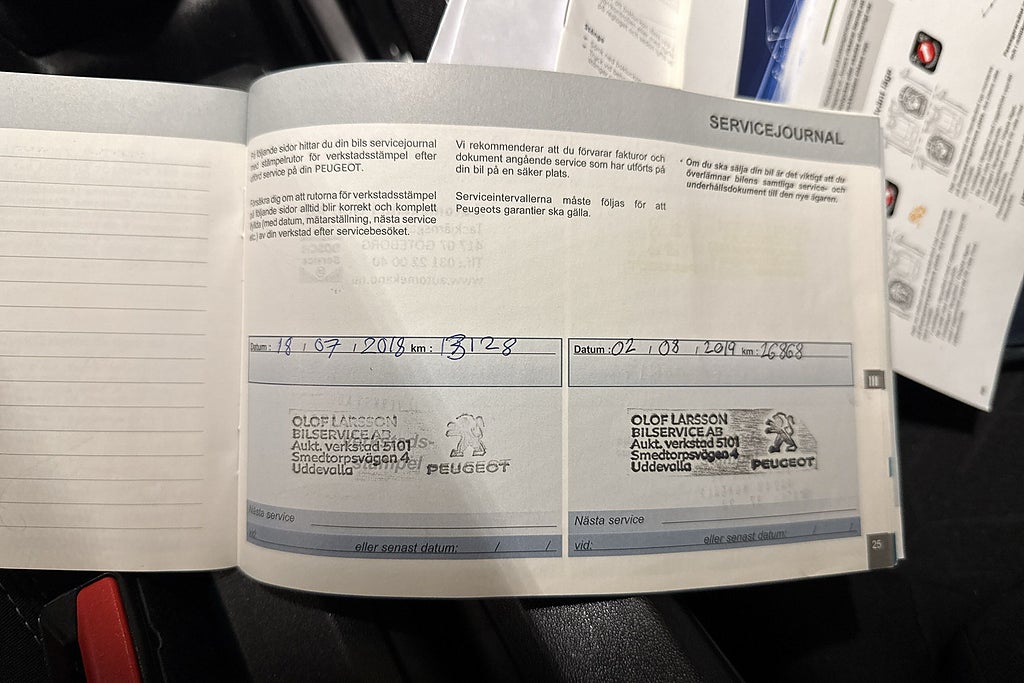 SERVICEJOURNAL
följande sidor hittar du din bils servicejournal
med stämpelrutor för verkstadsstämpel efter
utförd service på din PEUGEOT.
Försäkra dig om att rutorna för verkstadsstämpel
på följande sidor alltid blir korrekt och komplett
ifyllda (med datum, mätarställning, nästa service
etc.) av din verkstad efter servicebesöket.
Vi rekommenderar att du förvarar fakturor och
dokument angående service som har utförts på
din bil på en säker plats.
Serviceintervallerna måste följas för att
Peugeots garantier ska gälla.
* Om du ska sälja din bil är det viktigt att du
överlämnar bilens samtliga service- och
underhållsdokument till den nye ägaren.
Datum : 18 / 07 / 2018 km : 13128
OLOF LARSSON
BILSERVICE AB
Aukt. verkstad 5101
Smedtorpsvägen 4
Uddevalla
PEUGEOT
Nästa service
vid: eller senast datum: / /
Datum : 02 / 08 / 2019 km : 16868
OLOF LARSSON
BILSERVICE AB
Aukt. verkstad 5101
Smedtorpsvägen 4
Uddevalla
PEUGEOT
Nästa service
vid: eller senast datum: / /
25